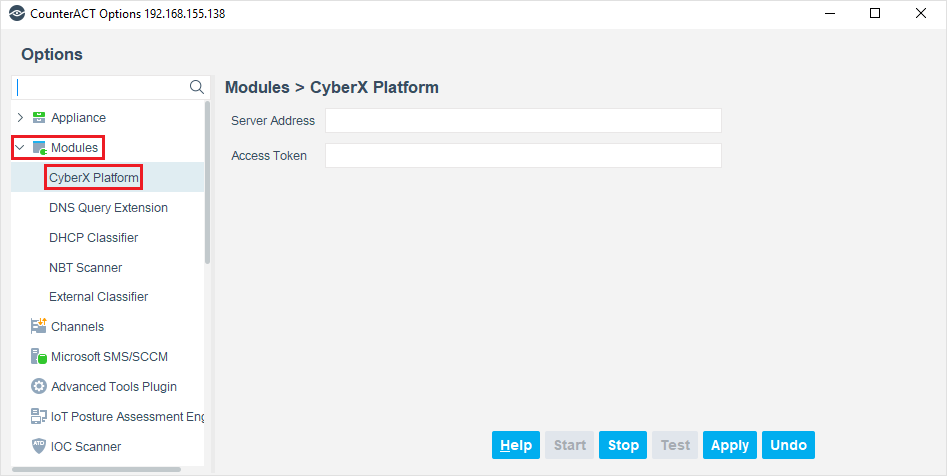 CounterACT Options 192.168.155.138
Options
Appliance
Modules
CyberX Platform
DNS Query Extension
DHCP Classifier
NBT Scanner
External Classifier
Channels
Microsoft SMS/SCCM
Advanced Tools Plugin
IoT Posture Assessment Eng
ATD
IOC Scanner
Modules > CyberX Platform
Server Address
Access Token
Help Start Stop Test Apply Undo